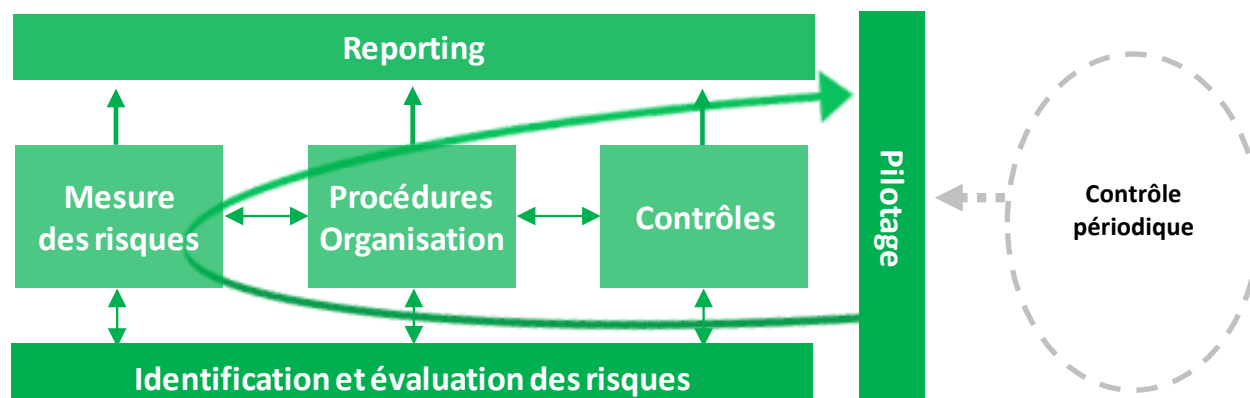 Reporting
Mesure
des risques
Procédures
Organisation
Contrôles
Pilotage
Contrôle
périodique
Identification et évaluation des risques